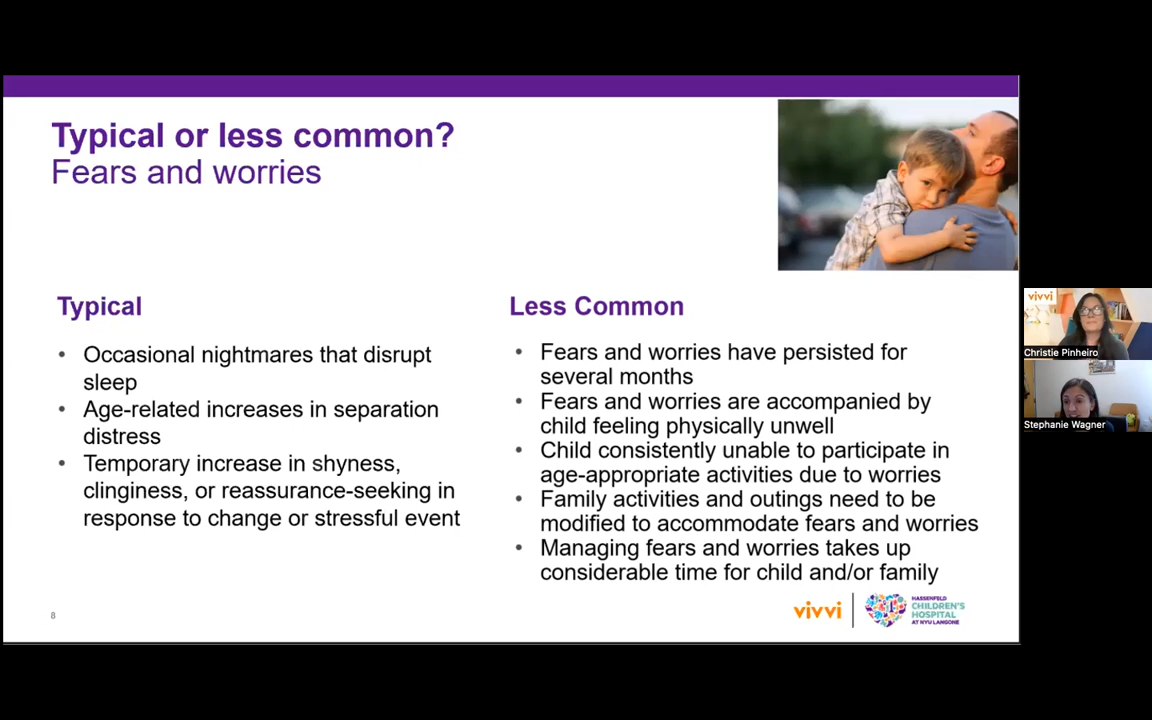 Typical or less common?
Fears and worries
Typical
• Occasional nightmares that disrupt
sleep
• Age-related increases in separation
distress
• Temporary increase in shyness,
clinginess, or reassurance-seeking in
response to change or stressful event
Less Common
• Fears and worries have persisted for
several months
• Fears and worries are accompanied by
child feeling physically unwell
• Child consistently unable to participate in
age-appropriate activities due to worries
• Family activities and outings need to be
modified to accommodate fears and worries
• Managing fears and worries takes up
considerable time for child and/or family
8
vivvi
HASSENFELD
CHILDREN'S
HOSPITAL
AT NYU LANGONE
vivvi
Christie Pinheiro
Stephanie Wagner